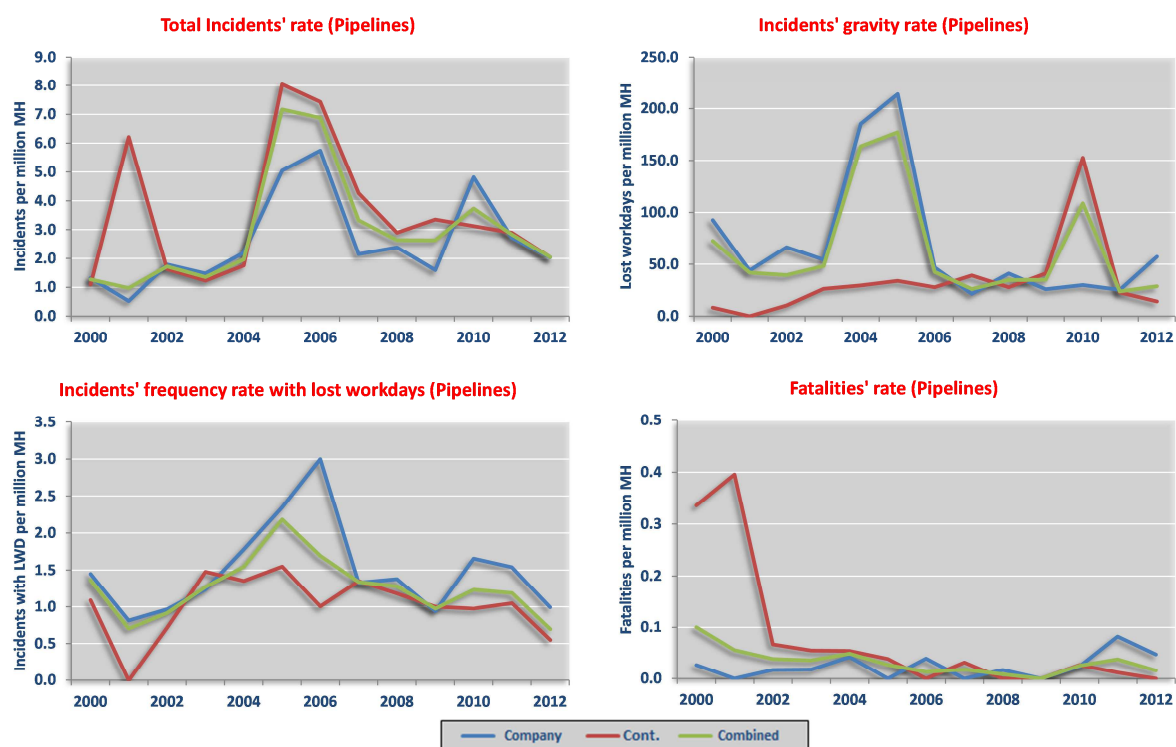 Total Incidents' rate (Pipelines)
Incidents per million MH
9.0
8.0
7.0
6.0
5.0
4.0
3.0
2.0
1.0
0.0
2000 2002 2004 2006 2008 2010 2012
Incidents' gravity rate (Pipelines)
Lost workdays per million MH
250.0
200.0
150.0
100.0
50.0
0.0
2000 2002 2004 2006 2008 2010 2012
Incidents' frequency rate with lost workdays (Pipelines)
Incidents with LWD per million MH
3.5
3.0
2.5
2.0
1.5
1.0
0.5
0.0
2000 2002 2004 2006 2008 2010 2012
Fatalities' rate (Pipelines)
Fatalities per million MH
0.5
0.4
0.3
0.2
0.1
0.0
2000 2002 2004 2006 2008 2010 2012
Company Cont. Combined